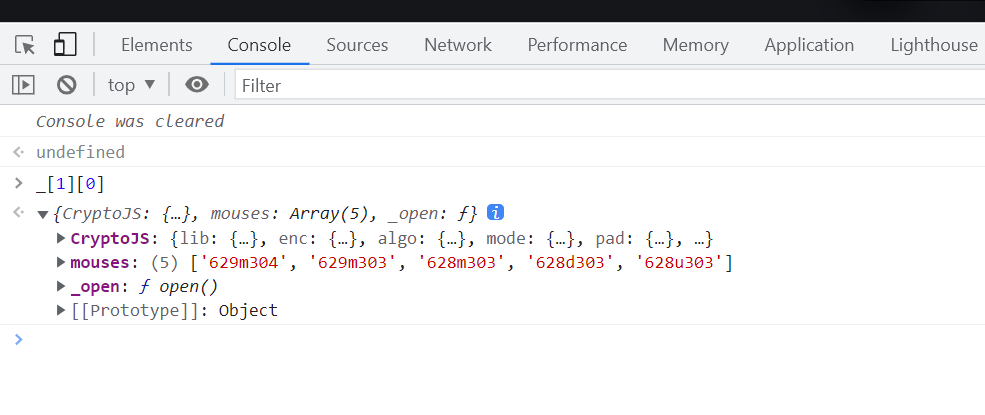 Elements Console Sources Network Performance Memory Application Lighthouse
top ▼ Filter
Console was cleared
undefined
_[1][0]
{CryptoJS: {…}, mouses: Array(5), _open: ƒ} i
CryptoJS: {lib: {…}, enc: {…}, algo: {…}, mode: {…}, pad: {…}, …}
mouses: (5) ['629m304', '629m303', '628m303', '628d303', '628u303']
_open: ƒ open()
[[Prototype]]: Object